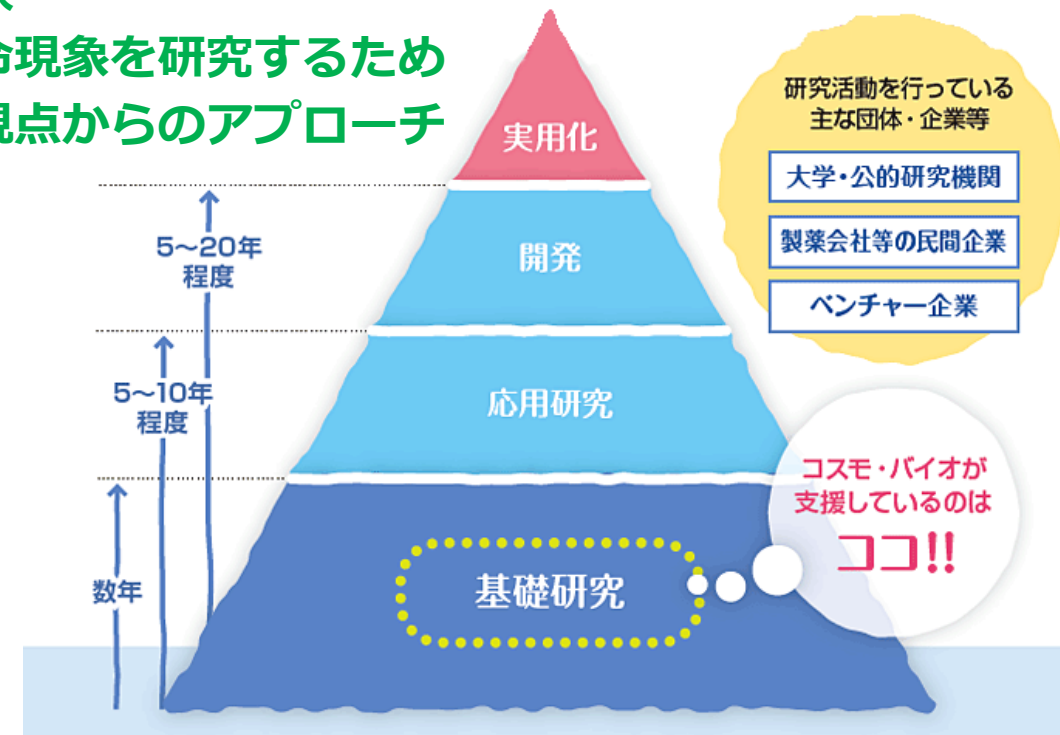 命現象を研究するため
見点からのアプローチ
実用化
開発
応用研究
基礎研究
5〜20年
程度
5〜10年
程度
数年
研究活動を行っている
主な団体・企業等
大学・公的研究機関
製薬会社等の民間企業
ベンチャー企業
コスモ・バイオが
支援しているのは
ココ!!